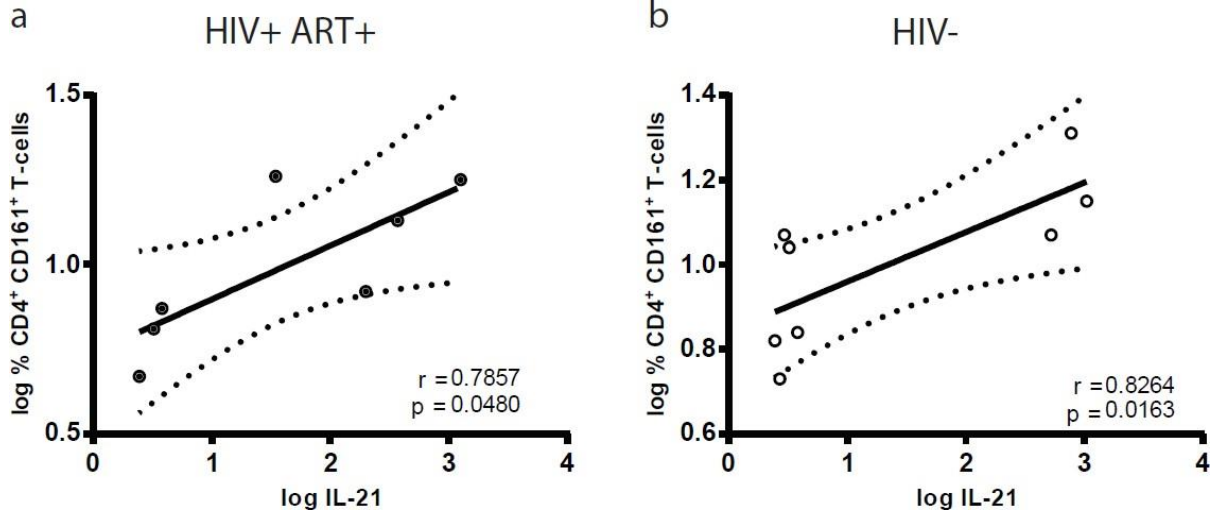 a
HIV+ ART+
log % CD4⁺ CD161⁺ T-cells
1.5
1.0
0.5
0
1
2
3
4
log IL-21
r = 0.7857
p = 0.0480
b
HIV-
log % CD4⁺ CD161⁺ T-cells
1.4
1.2
1.0
0.8
0.6
0
1
2
3
4
log IL-21
r = 0.8264
p = 0.0163